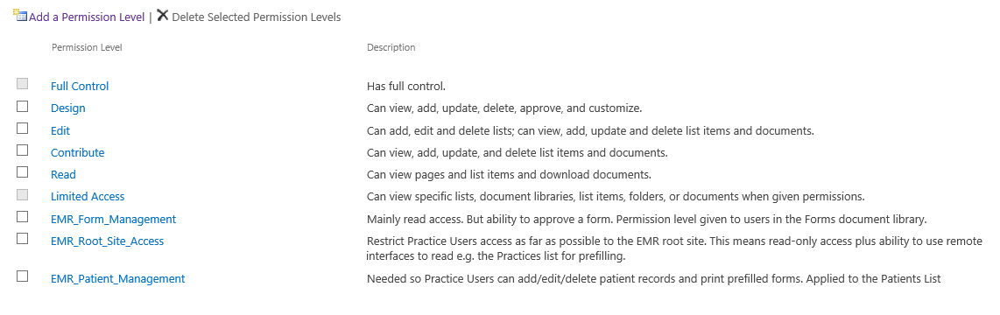 Add a Permission Level | Delete Selected Permission Levels
Permission Level Description
Full Control Has full control.
Design Can view, add, update, delete, approve, and customize.
Edit Can add, edit and delete lists; can view, add, update and delete list items and documents.
Contribute Can view, add, update, and delete list items and documents.
Read Can view pages and list items and download documents.
Limited Access Can view specific lists, document libraries, list items, folders, or documents when given permissions.
EMR_Form_Management Mainly read access. But ability to approve a form. Permission level given to users in the Forms document library.
EMR_Root_Site_Access Restrict Practice Users access as far as possible to the EMR root site. This means read-only access plus ability to use remote
interfaces to read e.g. the Practices list for prefilling.
EMR_Patient_Management Needed so Practice Users can add/edit/delete patient records and print prefilled forms. Applied to the Patients List